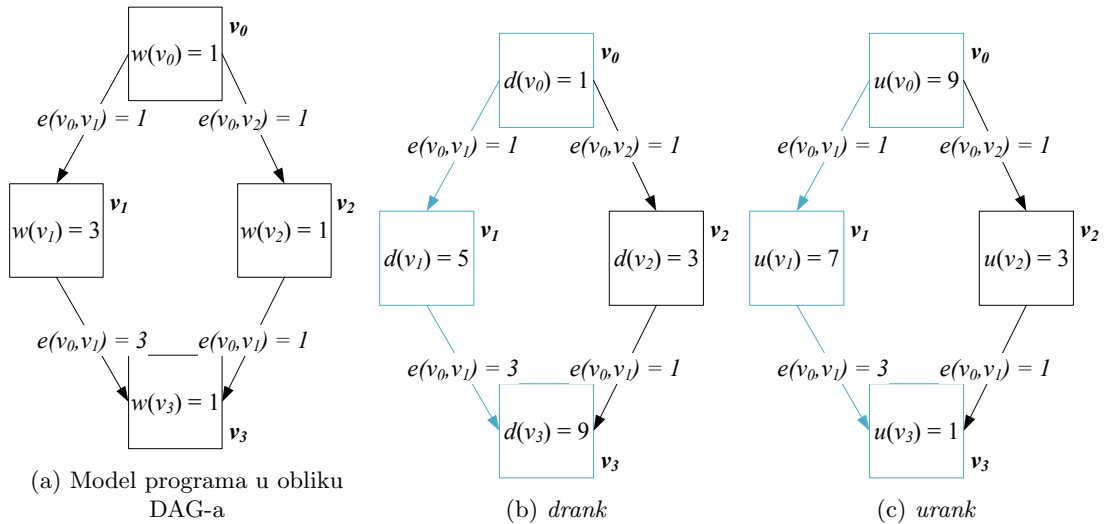 v₀
w(v₀) = 1
e(v₀,v₁) = 1
e(v₀,v₂) = 1
v₁
w(v₁) = 3
v₂
w(v₂) = 1
e(v₀,v₁) = 3
e(v₀,v₁) = 1
w(v₃) = 1
v₃
(a) Model programa u obliku
DAG-a
v₀
d(v₀) = 1
e(v₀,v₁) = 1
e(v₀,v₂) = 1
v₁
d(v₁) = 5
v₂
d(v₂) = 3
e(v₀,v₁) = 3
e(v₀,v₁) = 1
d(v₃) = 9
v₃
(b) drank
v₀
u(v₀) = 9
e(v₀,v₁) = 1
e(v₀,v₂) = 1
v₁
u(v₁) = 7
v₂
u(v₂) = 3
e(v₀,v₁) = 3
e(v₀,v₁) = 1
u(v₃) = 1
v₃
(c) urank